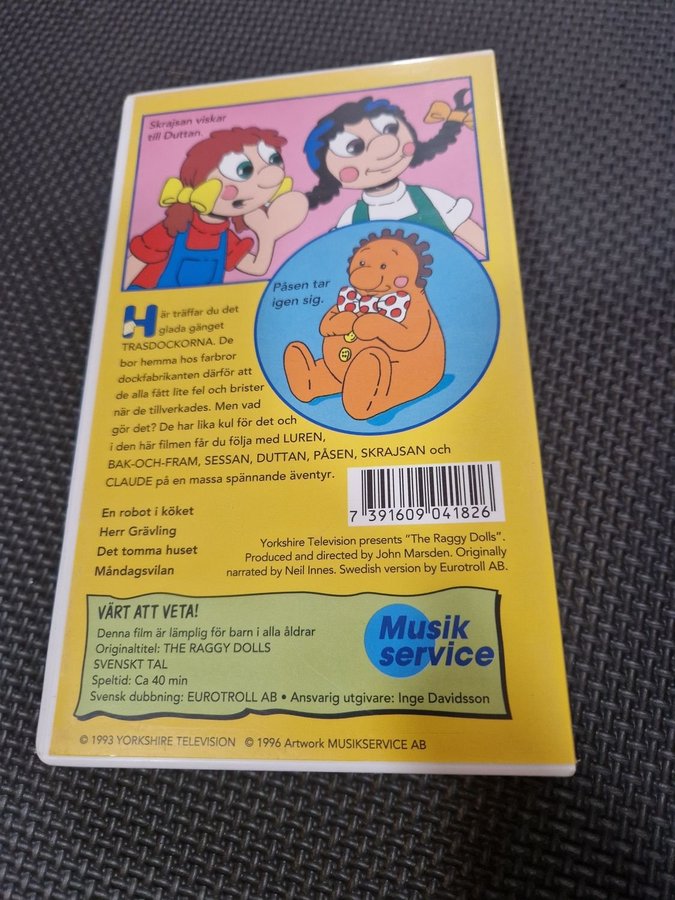 Skrajsan viskar
till Duttan.
Påsen tar
igen sig.
Här träffar du det
glada gänget
TRASDOCKORNA. De
bor hemma hos farbror
dockfabrikanten därför att
de alla fått lite fel och brister
när de tillverkades. Men vad
gör det? De har lika kul för det och
i den här filmen får du följa med LUREN,
BAK-OCH-FRAM, SESSAN, DUTTAN, PÅSEN, SKRAJSAN och
CLAUDE på en massa spännande äventyr.
7 391609 041826
En robot i köket
Herr Grävling
Det tomma huset
Måndagsvilan
Yorkshire Television presents "The Raggy Dolls".
Produced and directed by John Marsden. Originally
narrated by Neil Innes. Swedish version by Eurotroll AB.
VÄRT ATT VETA!
Denna film är lämplig för barn i alla åldrar
Originaltitel: THE RAGGY DOLLS
SVENSKT TAL
Speltid: Ca 40 min
Svensk dubbning: EUROTROLL AB • Ansvarig utgivare: Inge Davidsson
Musik
service
© 1993 YORKSHIRE TELEVISION © 1996 Artwork MUSIKSERVICE AB